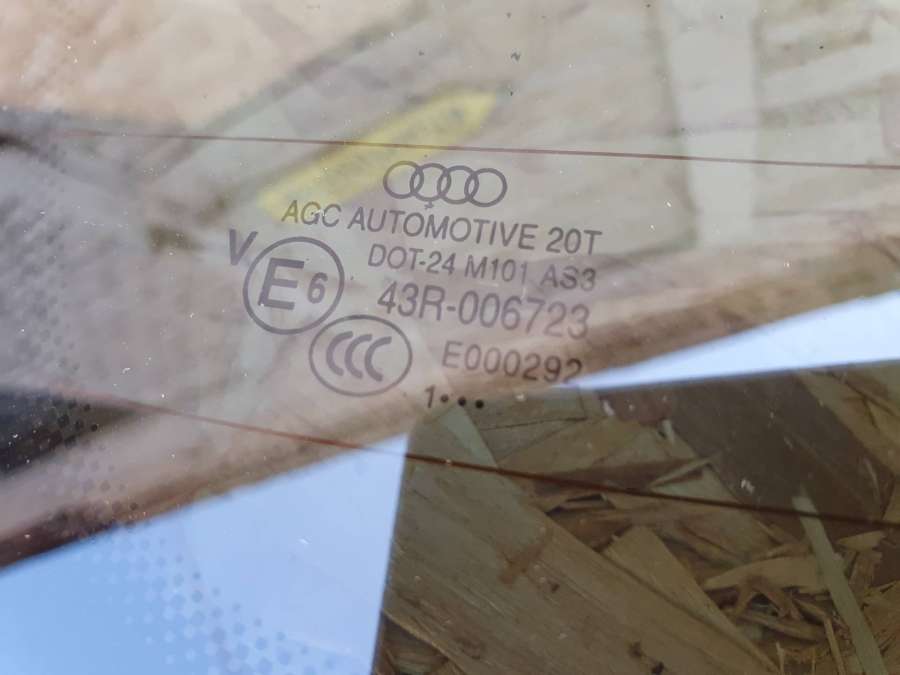 AGC AUTOMOTIVE 20T
DOT-24 M101 AS3
V E6 43R-006723
CCC E000292
1••••